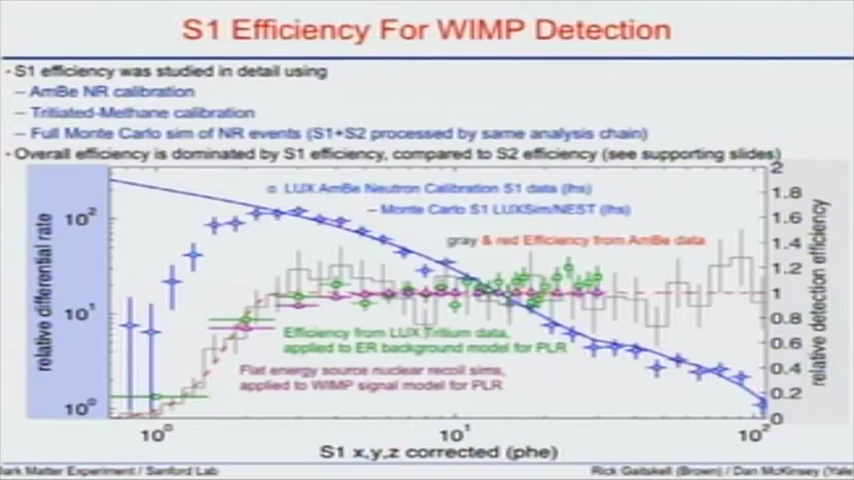 S1 Efficiency For WIMP Detection
• S1 efficiency was studied in detail using
– AmBe NR calibration
– Tritiated-Methane calibration
– Full Monte Carlo sim of NR events (S1+S2 processed by same analysis chain)
• Overall efficiency is dominated by S1 efficiency, compared to S2 efficiency (see supporting slides)
LUX AmBe Neutron Calibration S1 data (lhs)
– Monte Carlo S1 LUXSim/NEST (lhs)
gray & red Efficiency from AmBe data
Efficiency from LUX Tritium data,
applied to ER background model for PLR
Flat energy source nuclear recoil sims,
applied to WIMP signal model for PLR
relative differential rate
10²
10¹
10⁰
relative detection efficiency
2
1.8
1.6
1.4
1.2
1
0.8
0.6
0.4
0.2
0
10⁰
10¹
10²
S1 x,y,z corrected (phe)
Dark Matter Experiment / Sanford Lab
Rick Gaitskell (Brown) / Dan McKinsey (Yale